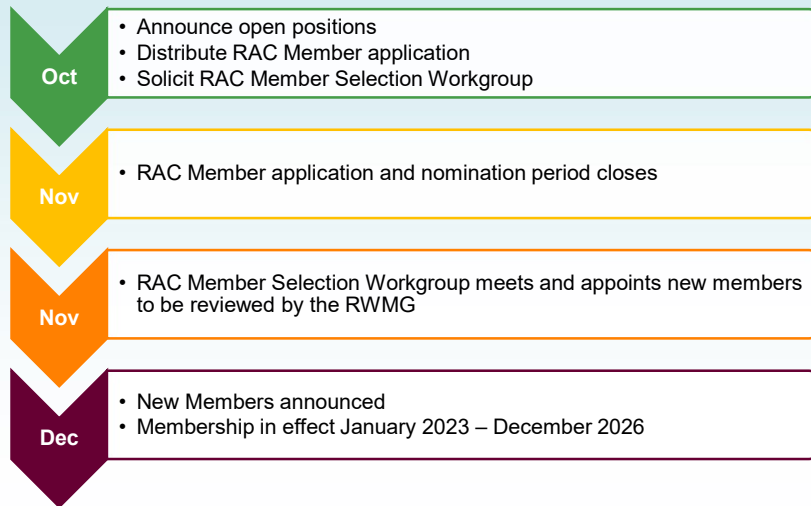 Oct
• Announce open positions
• Distribute RAC Member application
• Solicit RAC Member Selection Workgroup
Nov
• RAC Member application and nomination period closes
Nov
• RAC Member Selection Workgroup meets and appoints new members
to be reviewed by the RWMG
Dec
• New Members announced
• Membership in effect January 2023 – December 2026